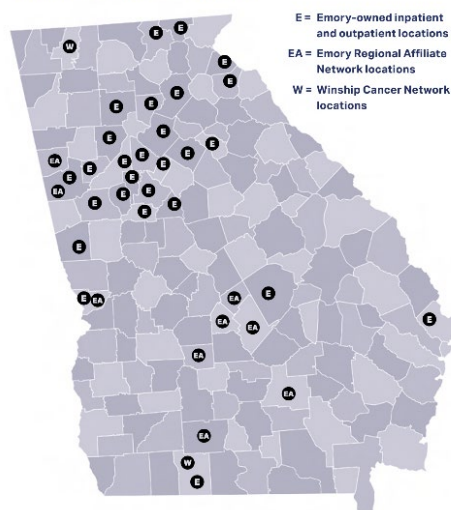 E = Emory-owned inpatient
and outpatient locations
EA = Emory Regional Affiliate
Network locations
W = Winship Cancer Network
locations
E
E
W
E
E
E
E
E
E
E
E
E
E
EA
E
E
E
E
E
EA
E
E
E
E
E
E
E
E EA
EA
E
EA
EA
EA
EA
EA
W
E